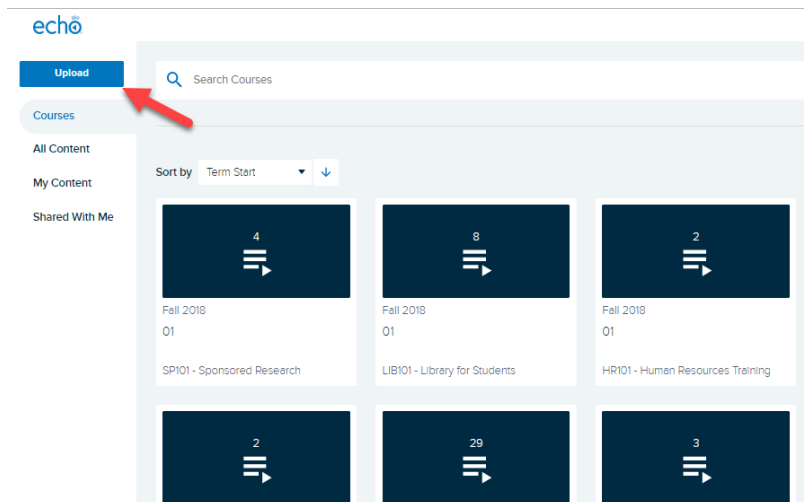 echo
360
Upload
Search Courses
Courses
All Content
My Content
Shared With Me
Sort by Term Start
4
8
2
Fall 2018
Fall 2018
Fall 2018
01
01
01
SP101 - Sponsored Research
LIB101 - Library for Students
HR101 - Human Resources Training
2
29
3